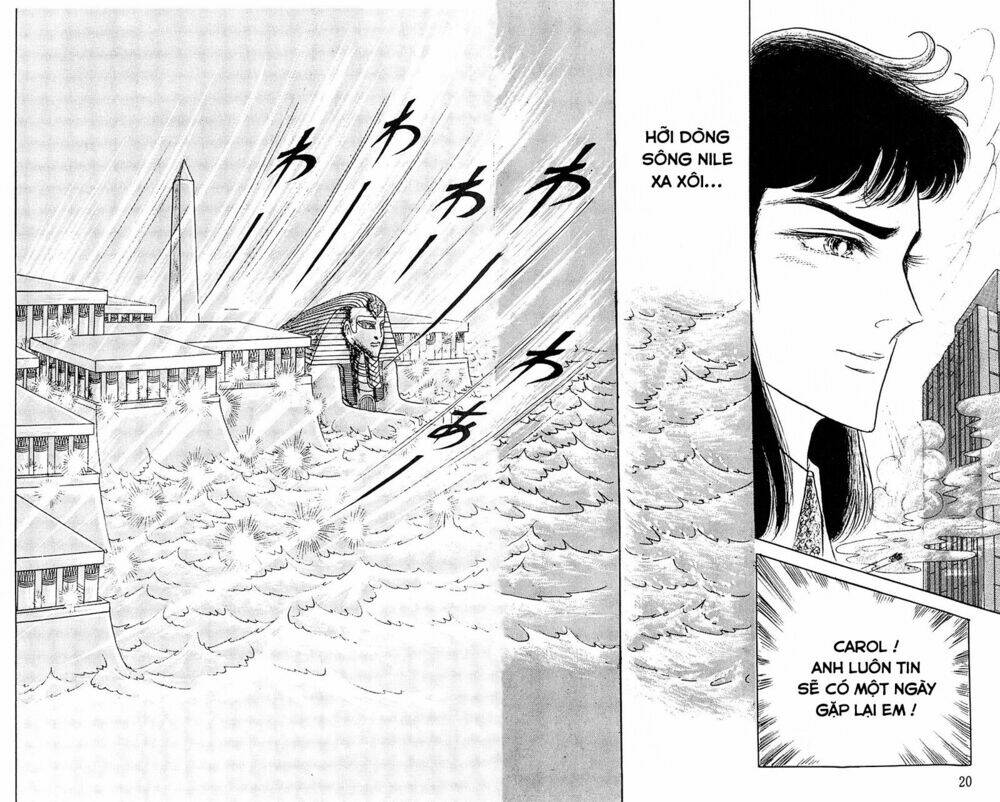 HỠI DÒNG
SÔNG NILE
XA XÔI...
CAROL !
ANH LUÔN TIN
SẼ CÓ MỘT NGÀY
GẶP LẠI EM !
わ
わ
わ
わ
わ
あ
20